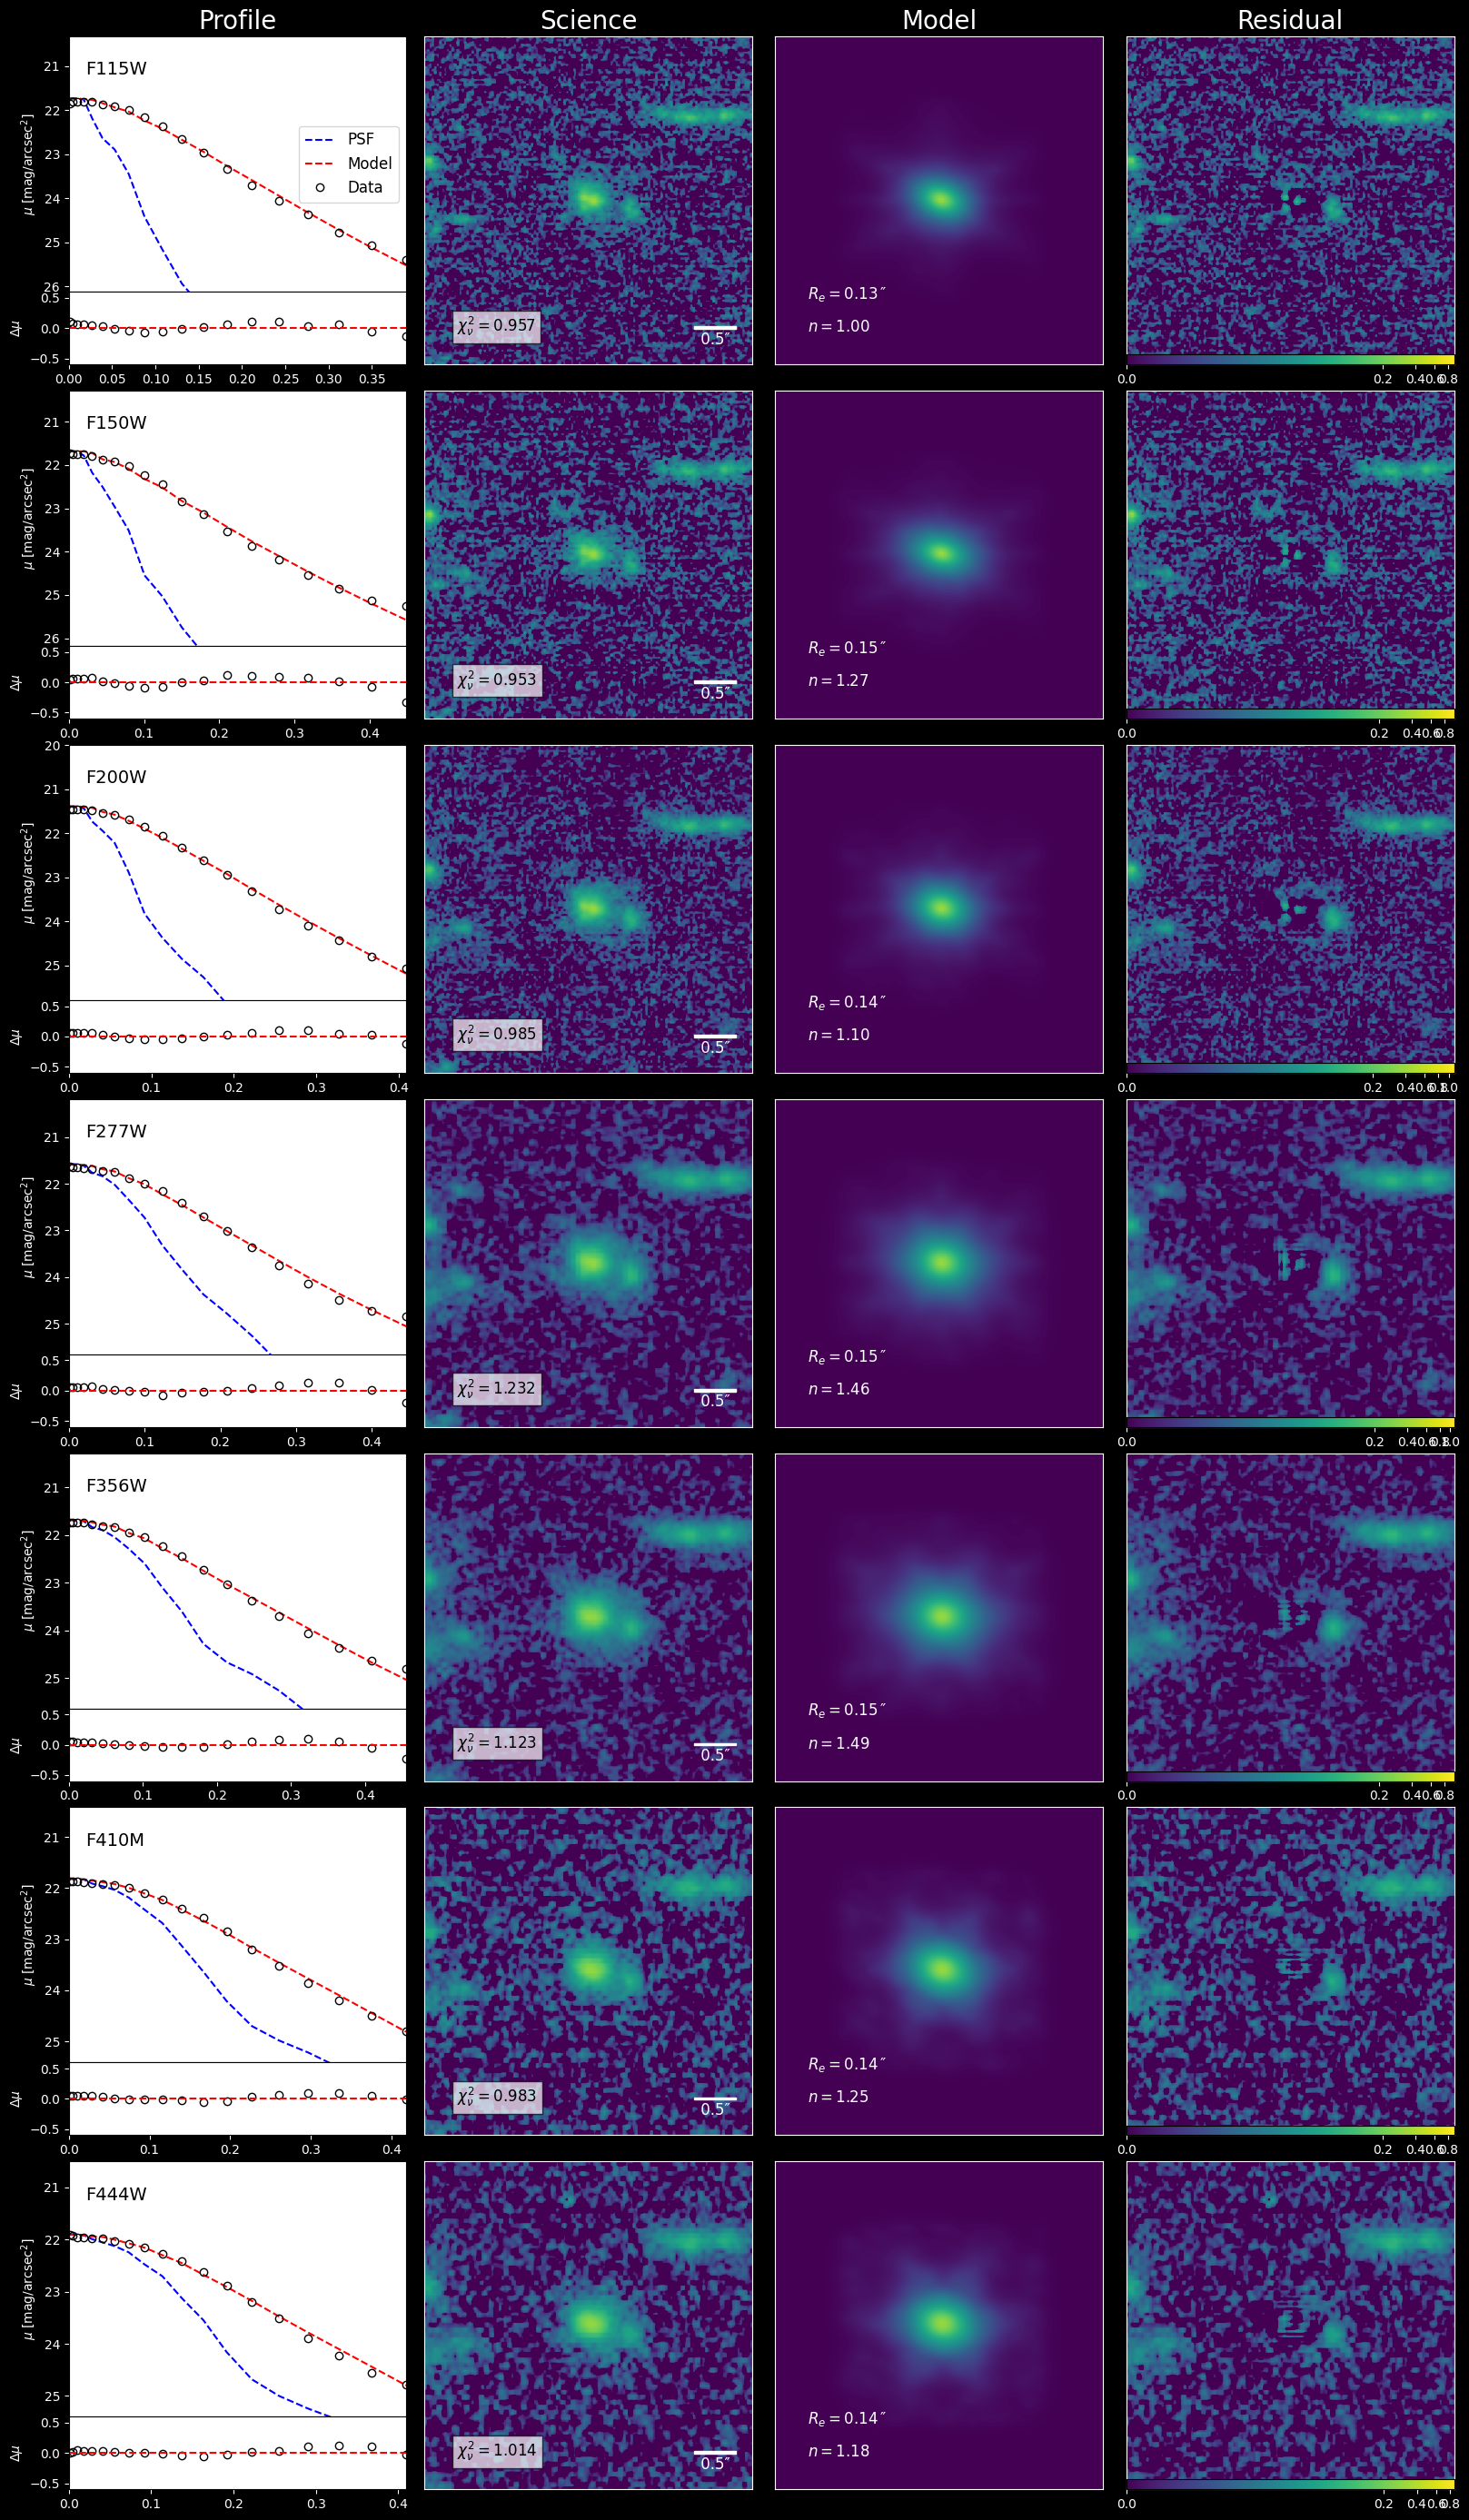 Profile Science Model Residual
F115W
PSF
Model
Data
μ [mag/arcsec²]
21
22
23
24
25
26
Δμ
0.5
0.0
−0.5
0.00 0.05 0.10 0.15 0.20 0.25 0.30 0.35
χ²ᵥ = 0.957
0.5″
Rₑ = 0.13″
n = 1.00
0.0 0.2 0.4 0.6 0.8
F150W
μ [mag/arcsec²]
21
22
23
24
25
26
Δμ
0.5
0.0
−0.5
0.0 0.1 0.2 0.3 0.4
χ²ᵥ = 0.953
0.5″
Rₑ = 0.15″
n = 1.27
0.0 0.2 0.4 0.6 0.8
F200W
μ [mag/arcsec²]
20
21
22
23
24
25
Δμ
0.5
0.0
−0.5
0.0 0.1 0.2 0.3 0.4
χ²ᵥ = 0.985
0.5″
Rₑ = 0.14″
n = 1.10
0.0 0.2 0.4 0.6 0.8 1.0
F277W
μ [mag/arcsec²]
21
22
23
24
25
Δμ
0.5
0.0
−0.5
0.0 0.1 0.2 0.3 0.4
χ²ᵥ = 1.232
0.5″
Rₑ = 0.15″
n = 1.46
0.0 0.2 0.4 0.6 0.8 1.0
F356W
μ [mag/arcsec²]
21
22
23
24
25
Δμ
0.5
0.0
−0.5
0.0 0.1 0.2 0.3 0.4
χ²ᵥ = 1.123
0.5″
Rₑ = 0.15″
n = 1.49
0.0 0.2 0.4 0.6 0.8
F410M
μ [mag/arcsec²]
21
22
23
24
25
Δμ
0.5
0.0
−0.5
0.0 0.1 0.2 0.3 0.4
χ²ᵥ = 0.983
0.5″
Rₑ = 0.14″
n = 1.25
0.0 0.2 0.4 0.6 0.8
F444W
μ [mag/arcsec²]
21
22
23
24
25
Δμ
0.5
0.0
−0.5
0.0 0.1 0.2 0.3 0.4
χ²ᵥ = 1.014
0.5″
Rₑ = 0.14″
n = 1.18
0.0 0.2 0.4 0.6 0.8